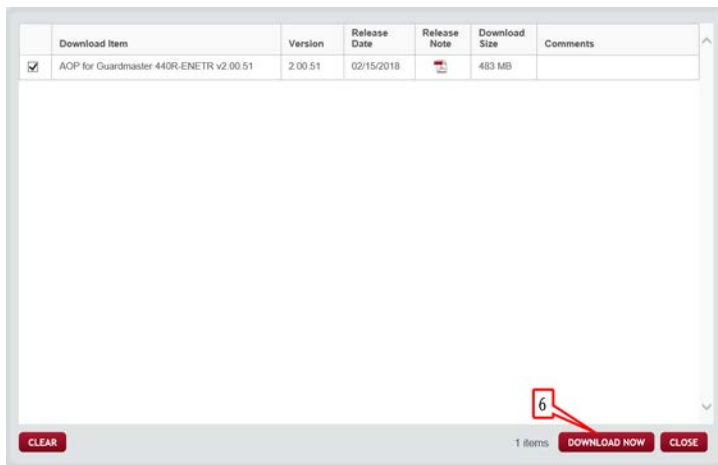 Download Item Version Release Date Release Note Download Size Comments
AOP for Guardmaster 440R-ENETR v2.00.51 2.00.51 02/15/2018 483 MB
6
CLEAR 1 items DOWNLOAD NOW CLOSE